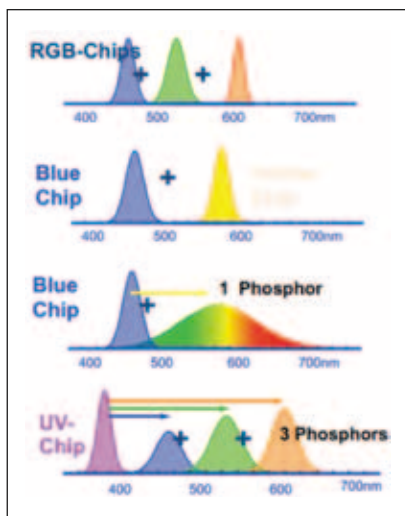 RGB-Chips
+ +
400 500 600 700nm
Blue
Chip
+
400 500 600 700nm
Blue
Chip
1 Phosphor
+
400 500 600 700nm
UV-
Chip
3 Phosphors
+ +
400 500 600 700nm